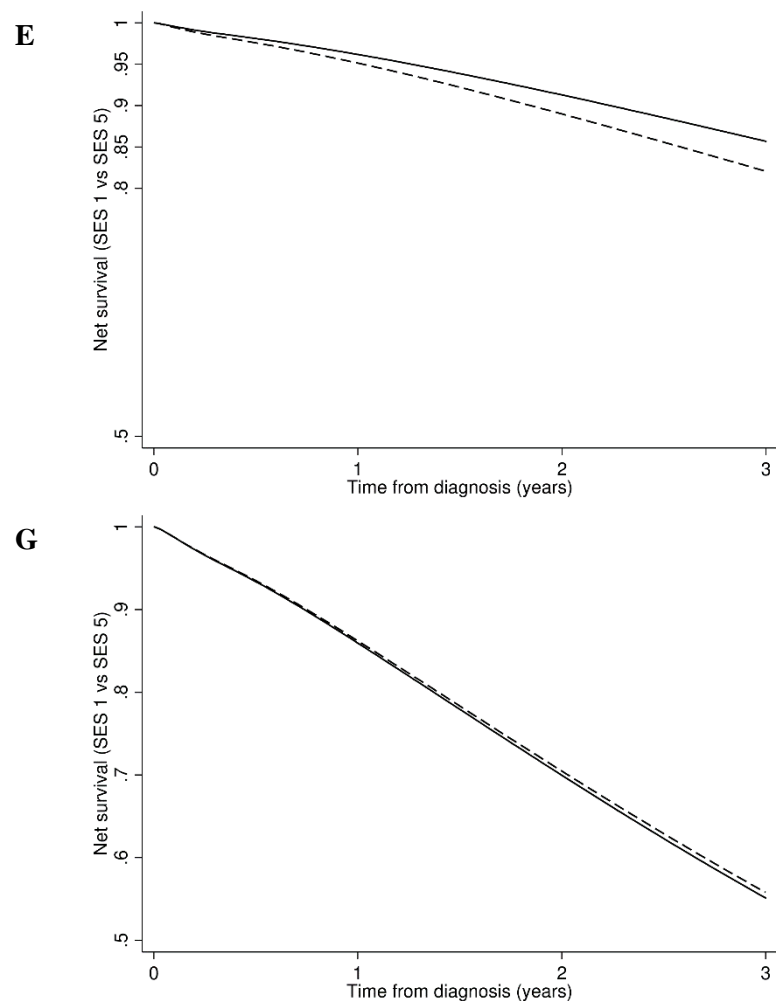 E
Net survival (SES 1 vs SES 5)
1
.95
.9
.85
.8
.5
0 1 2 3
Time from diagnosis (years)
G
Net survival (SES 1 vs SES 5)
1
.9
.8
.7
.6
.5
0 1 2 3
Time from diagnosis (years)